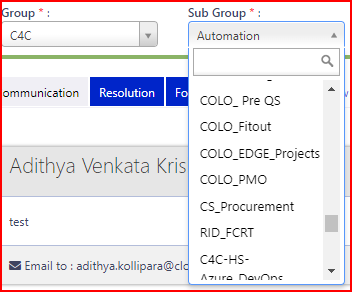 Group * : Sub Group * :
C4C Automation
ommunication Resolution Fo
COLO_ Pre QS
COLO_Fitout
COLO_EDGE_Projects
COLO_PMO
CS_Procurement
RID_FCRT
C4C-HS-
Azure_DevOps
Adithya Venkata Kris
test
Email to : adithya.kollipara@clo